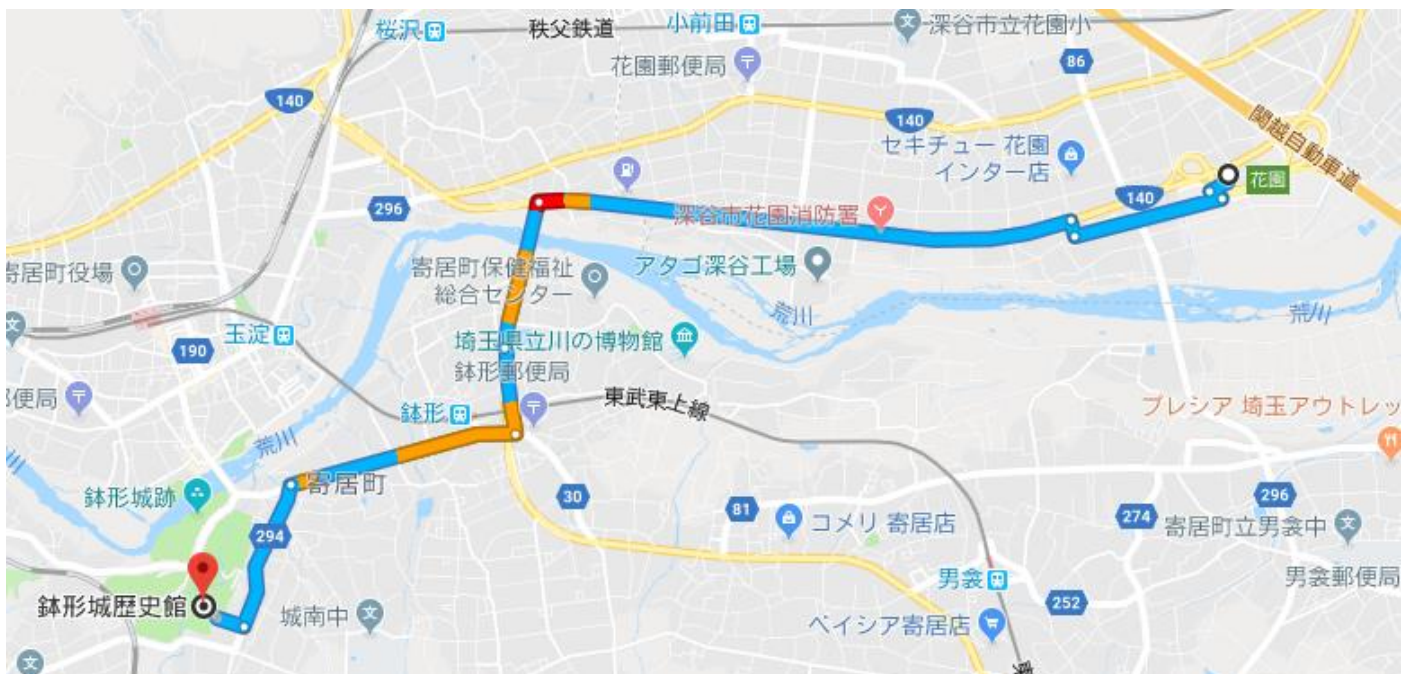 桜沢
秩父鉄道
小前田
深谷市立花園小
花園郵便局
86
140
140
関越自動車道
セキチュー 花園
インター店
花園
296
140
深谷市花園消防署
寄居町役場
寄居町保健福祉
総合センター
アタゴ深谷工場
荒川
荒川
玉淀
190
埼玉県立川の博物館
鉢形郵便局
郵便局
鉢形
東武東上線
プレシア 埼玉アウトレッ
荒川
川
寄居町
鉢形城跡
30
81
コメリ 寄居店
274
296
寄居町立男衾中
294
鉢形城歴史館
城南中
男衾
252
男衾郵便局
ベイシア寄居店